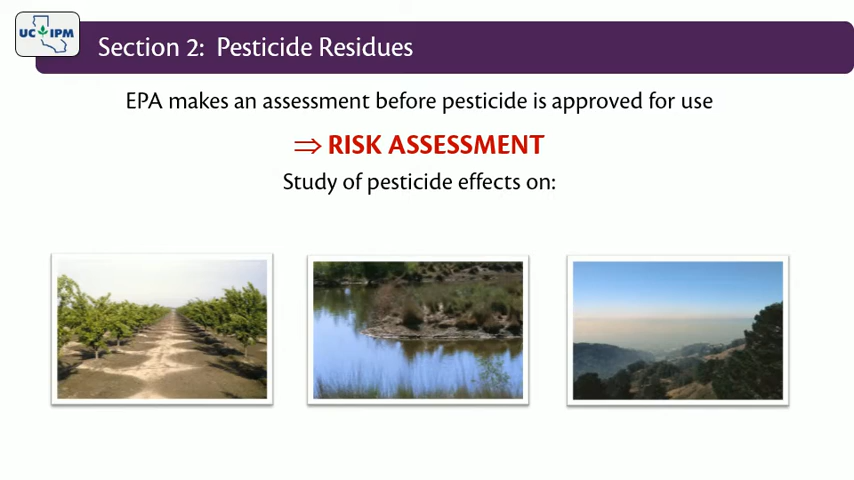 UC IPM
Section 2: Pesticide Residues
EPA makes an assessment before pesticide is approved for use
⇒ RISK ASSESSMENT
Study of pesticide effects on: